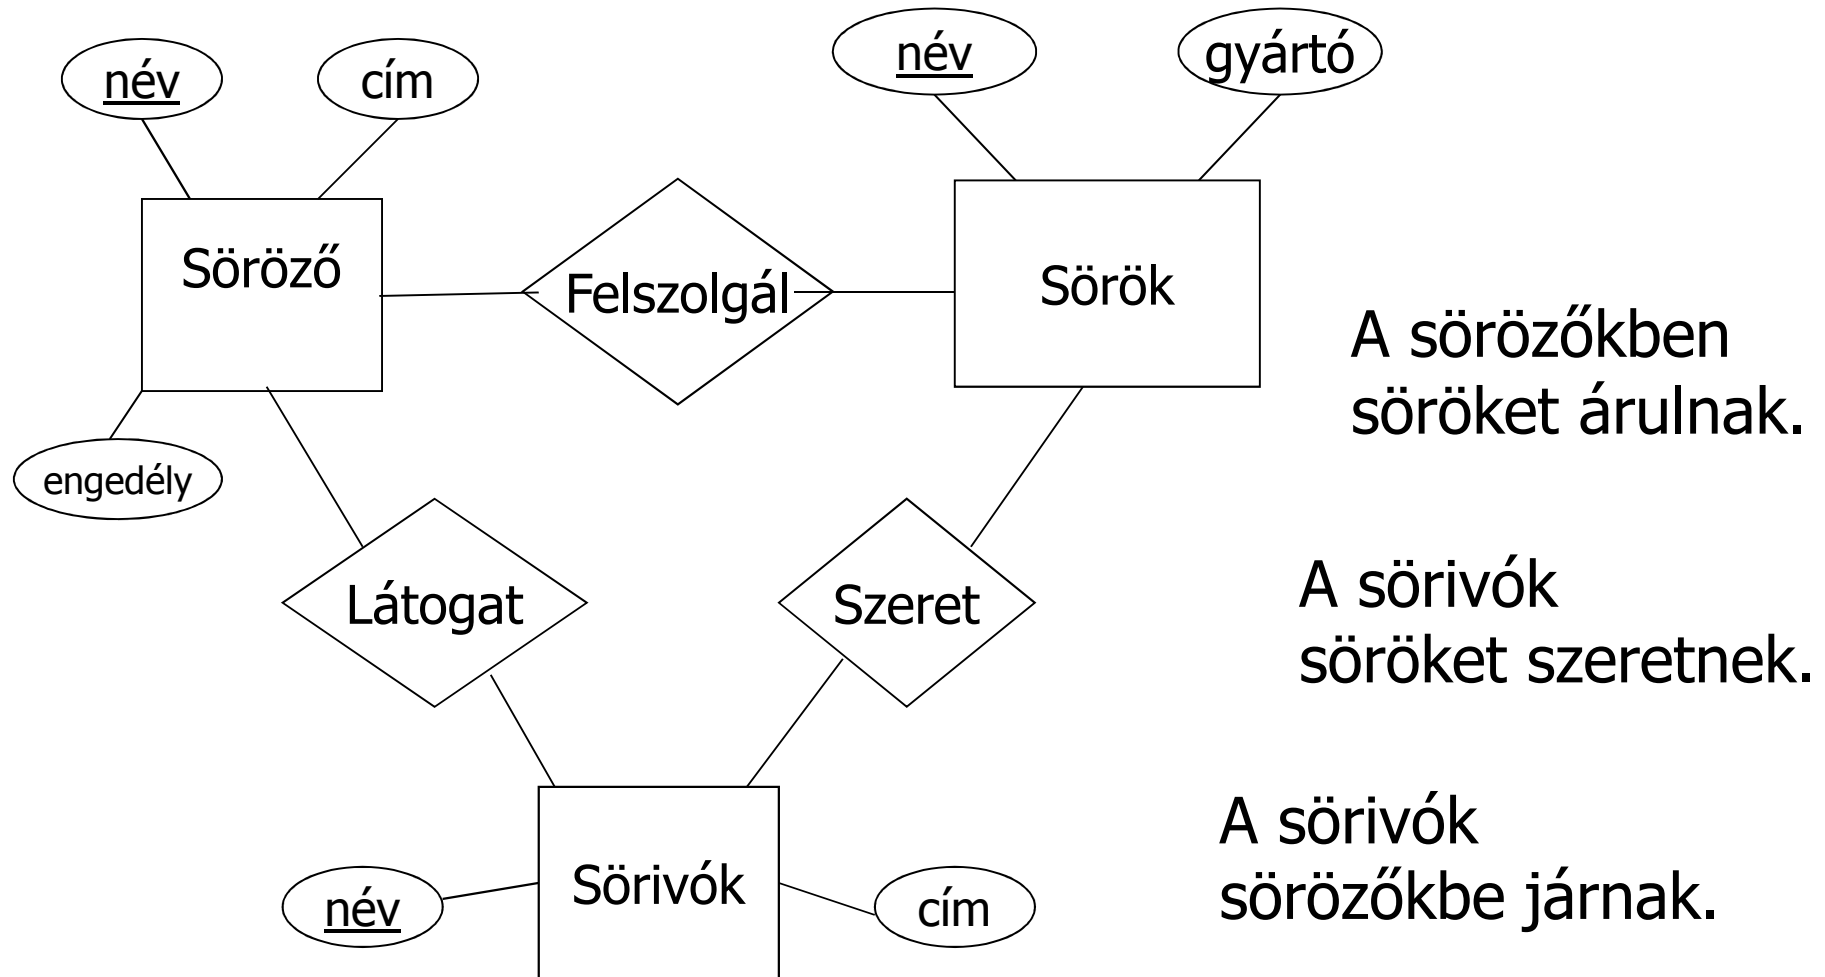 név
cím
név
gyártó
Söröző
Felszolgál
Sörök
A sörözőkben
söröket árulnak.
engedély
Látogat
Szeret
A sörivók
söröket szeretnek.
A sörivók
sörözőkbe járnak.
név
Sörivók
cím